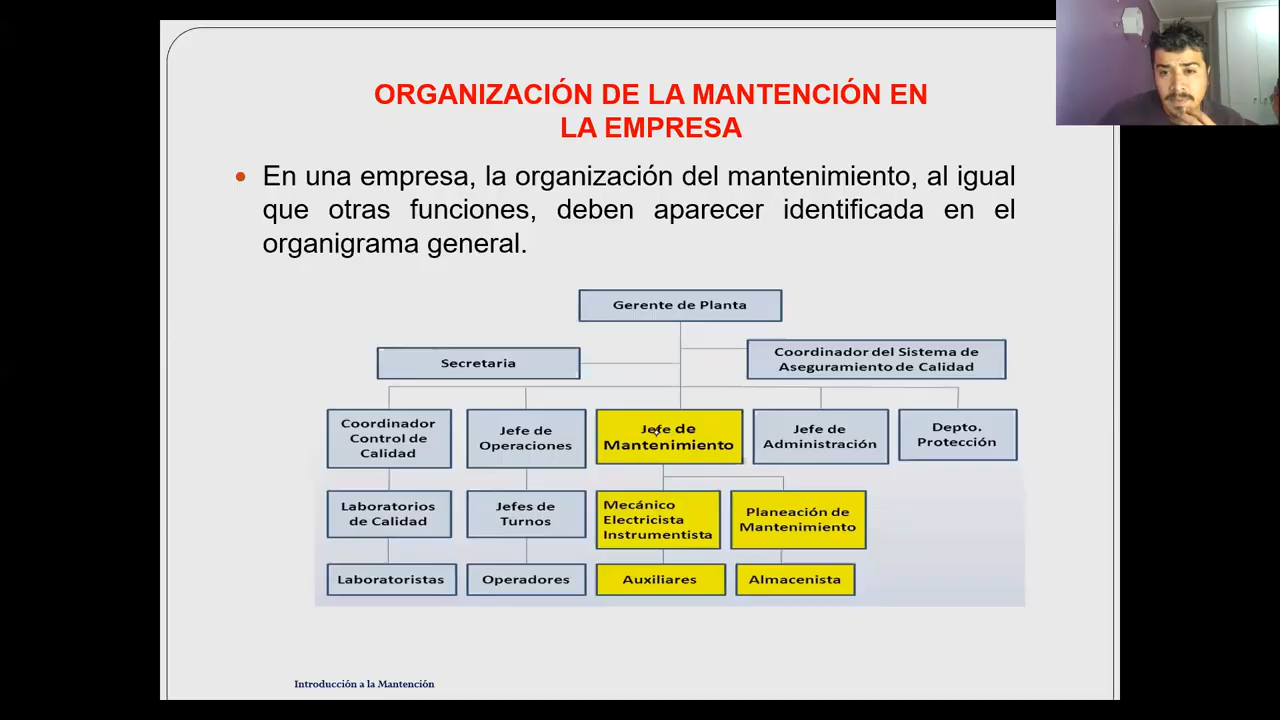 ORGANIZACIÓN DE LA MANTENCIÓN EN
LA EMPRESA
• En una empresa, la organización del mantenimiento, al igual
que otras funciones, deben aparecer identificada en el
organigrama general.
Gerente de Planta
Secretaria
Coordinador del Sistema de
Aseguramiento de Calidad
Coordinador
Control de
Calidad
Jefe de
Operaciones
Jefe de
Mantenimiento
Jefe de
Administración
Depto.
Protección
Laboratorios
de Calidad
Jefes de
Turnos
Mecánico
Electricista
Instrumentista
Planeación de
Mantenimiento
Laboratoristas
Operadores
Auxiliares
Almacenista
Introducción a la Mantención